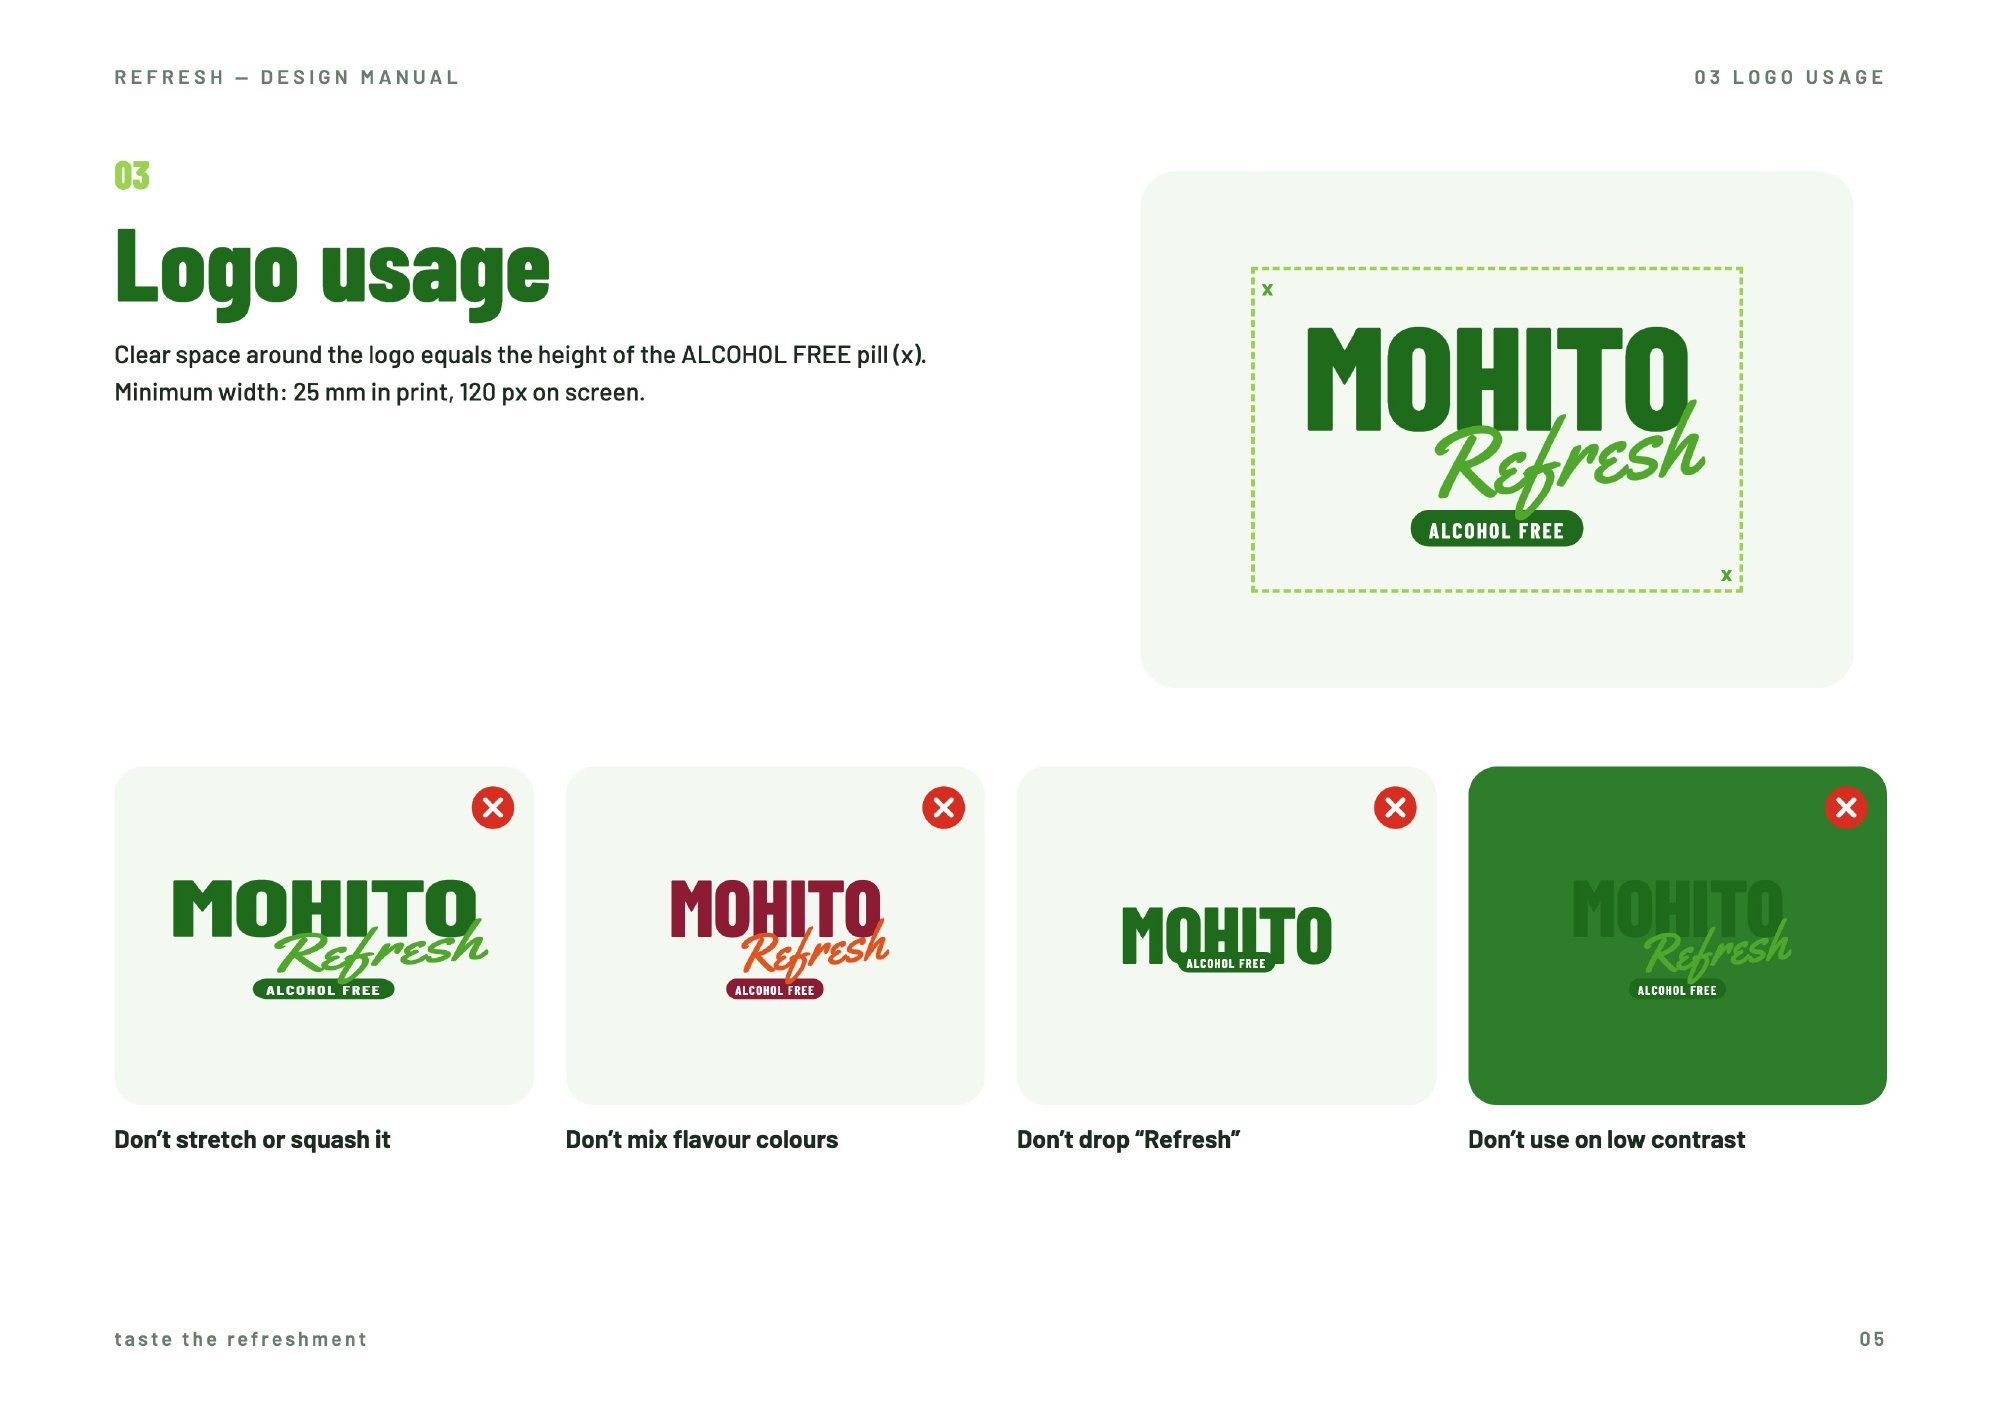 REFRESH — DESIGN MANUAL
03 LOGO USAGE
03
Logo usage
Clear space around the logo equals the height of the ALCOHOL FREE pill (x).
Minimum width: 25 mm in print, 120 px on screen.
x
MOHITO
Refresh
ALCOHOL FREE
x
MOHITO
Refresh
ALCOHOL FREE
Don’t stretch or squash it
MOHITO
Refresh
ALCOHOL FREE
Don’t mix flavour colours
MOHITO
ALCOHOL FREE
Don’t drop “Refresh”
MOHITO
Refresh
ALCOHOL FREE
Don’t use on low contrast
taste the refreshment
05